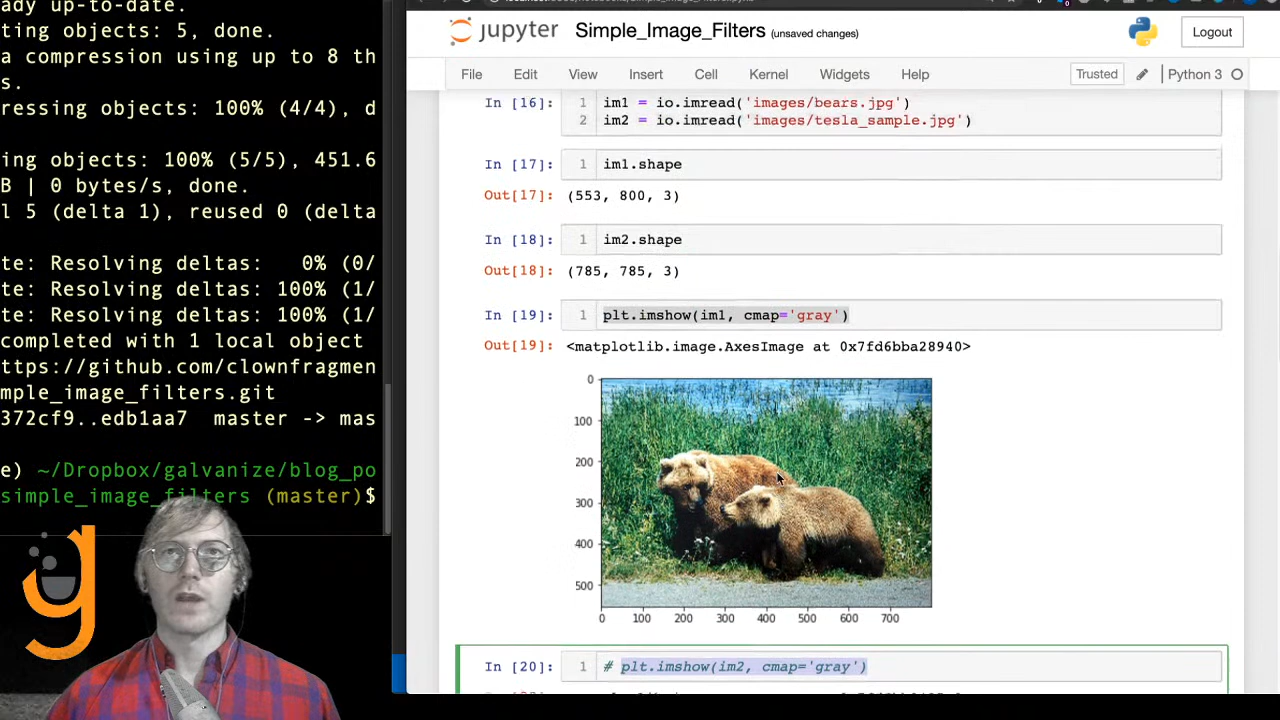 ady up-to-date.
ting objects: 5, done.
a compression using up to 8 th
s.
ressing objects: 100% (4/4), d
ing objects: 100% (5/5), 451.6
B | 0 bytes/s, done.
l 5 (delta 1), reused 0 (delta
te: Resolving deltas:   0% (0/
te: Resolving deltas: 100% (1/
te: Resolving deltas: 100% (1/
completed with 1 local object
ttps://github.com/clownfragmen
mple_image_filters.git
372cf9..edb1aa7  master -> mas
e) ~/Dropbox/galvanize/blog_po
simple_image_filters (master)$
g
jupyter Simple_Image_Filters (unsaved changes) Logout
File Edit View Insert Cell Kernel Widgets Help Trusted Python 3
In [16]: 1 im1 = io.imread('images/bears.jpg')
2 im2 = io.imread('images/tesla_sample.jpg')
In [17]: 1 im1.shape
Out[17]: (553, 800, 3)
In [18]: 1 im2.shape
Out[18]: (785, 785, 3)
In [19]: 1 plt.imshow(im1, cmap='gray')
Out[19]: <matplotlib.image.AxesImage at 0x7fd6bba28940>
0
100
200
300
400
500
0 100 200 300 400 500 600 700
In [20]: 1 # plt.imshow(im2, cmap='gray')